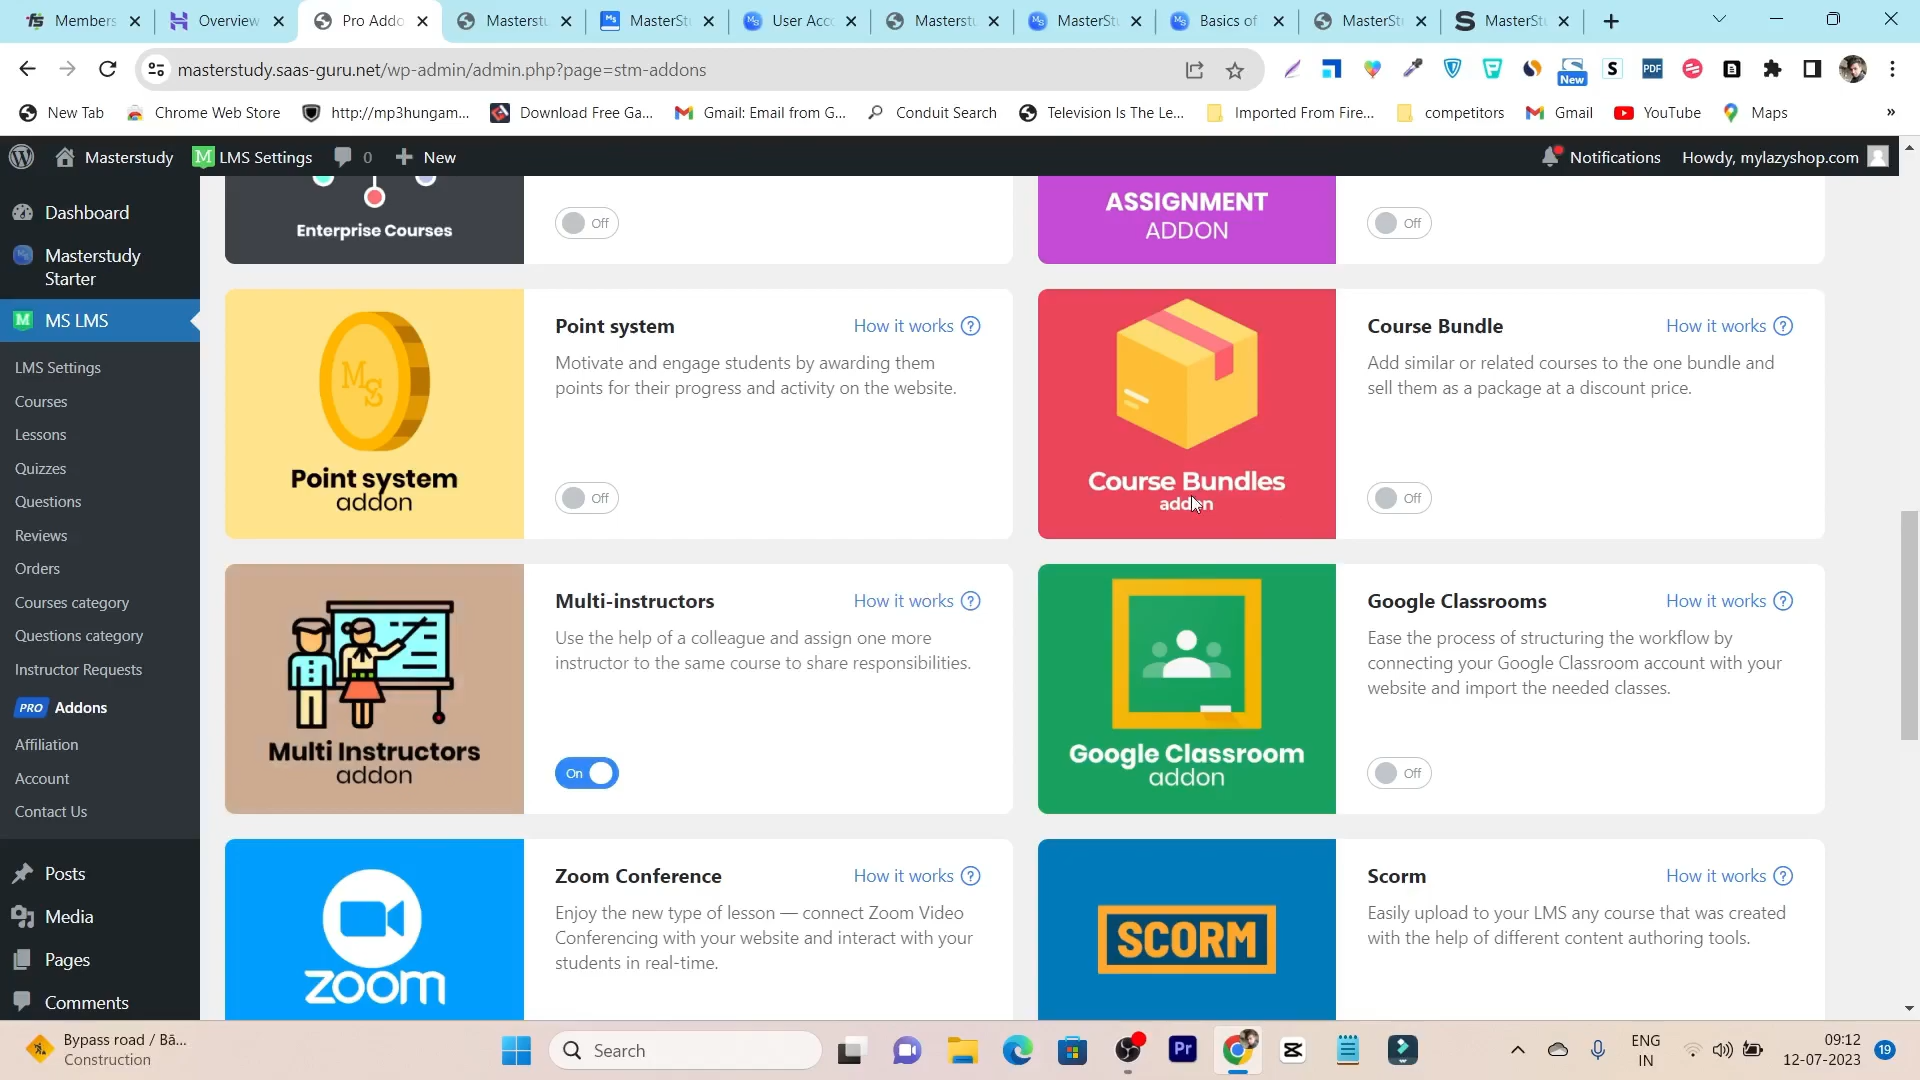 Members
Overview
Pro Addo
Masterstu
MasterSt
User Acc
Masterstu
MasterStu
Basics of
MasterSt
MasterStu
masterstudy.saas-guru.net/wp-admin/admin.php?page=stm-addons
New
PDF
New Tab
Chrome Web Store
http://mp3hungam...
Download Free Ga...
Gmail: Email from G...
Conduit Search
Television Is The Le...
Imported From Fire...
competitors
Gmail
YouTube
Maps
»
Masterstudy
LMS Settings
0
New
Notifications
Howdy, mylazyshop.com
Dashboard
Masterstudy
Starter
MS LMS
LMS Settings
Courses
Lessons
Quizzes
Questions
Reviews
Orders
Courses category
Questions category
Instructor Requests
PRO Addons
Affiliation
Account
Contact Us
Posts
Media
Pages
Comments
Enterprise Courses
Off
ASSIGNMENT
ADDON
Off
MS
Point system
addon
Point system
How it works ?
Motivate and engage students by awarding them
points for their progress and activity on the website.
Off
Course Bundles
addon
Course Bundle
How it works ?
Add similar or related courses to the one bundle and
sell them as a package at a discount price.
Off
Multi Instructors
addon
Multi-instructors
How it works ?
Use the help of a colleague and assign one more
instructor to the same course to share responsibilities.
On
Google Classroom
addon
Google Classrooms
How it works ?
Ease the process of structuring the workflow by
connecting your Google Classroom account with your
website and import the needed classes.
Off
zoom
Zoom Conference
How it works ?
Enjoy the new type of lesson — connect Zoom Video
Conferencing with your website and interact with your
students in real-time.
SCORM
Scorm
How it works ?
Easily upload to your LMS any course that was created
with the help of different content authoring tools.
Bypass road / Bā...
Construction
Search
Pr
ENG
IN
09:12
12-07-2023
19